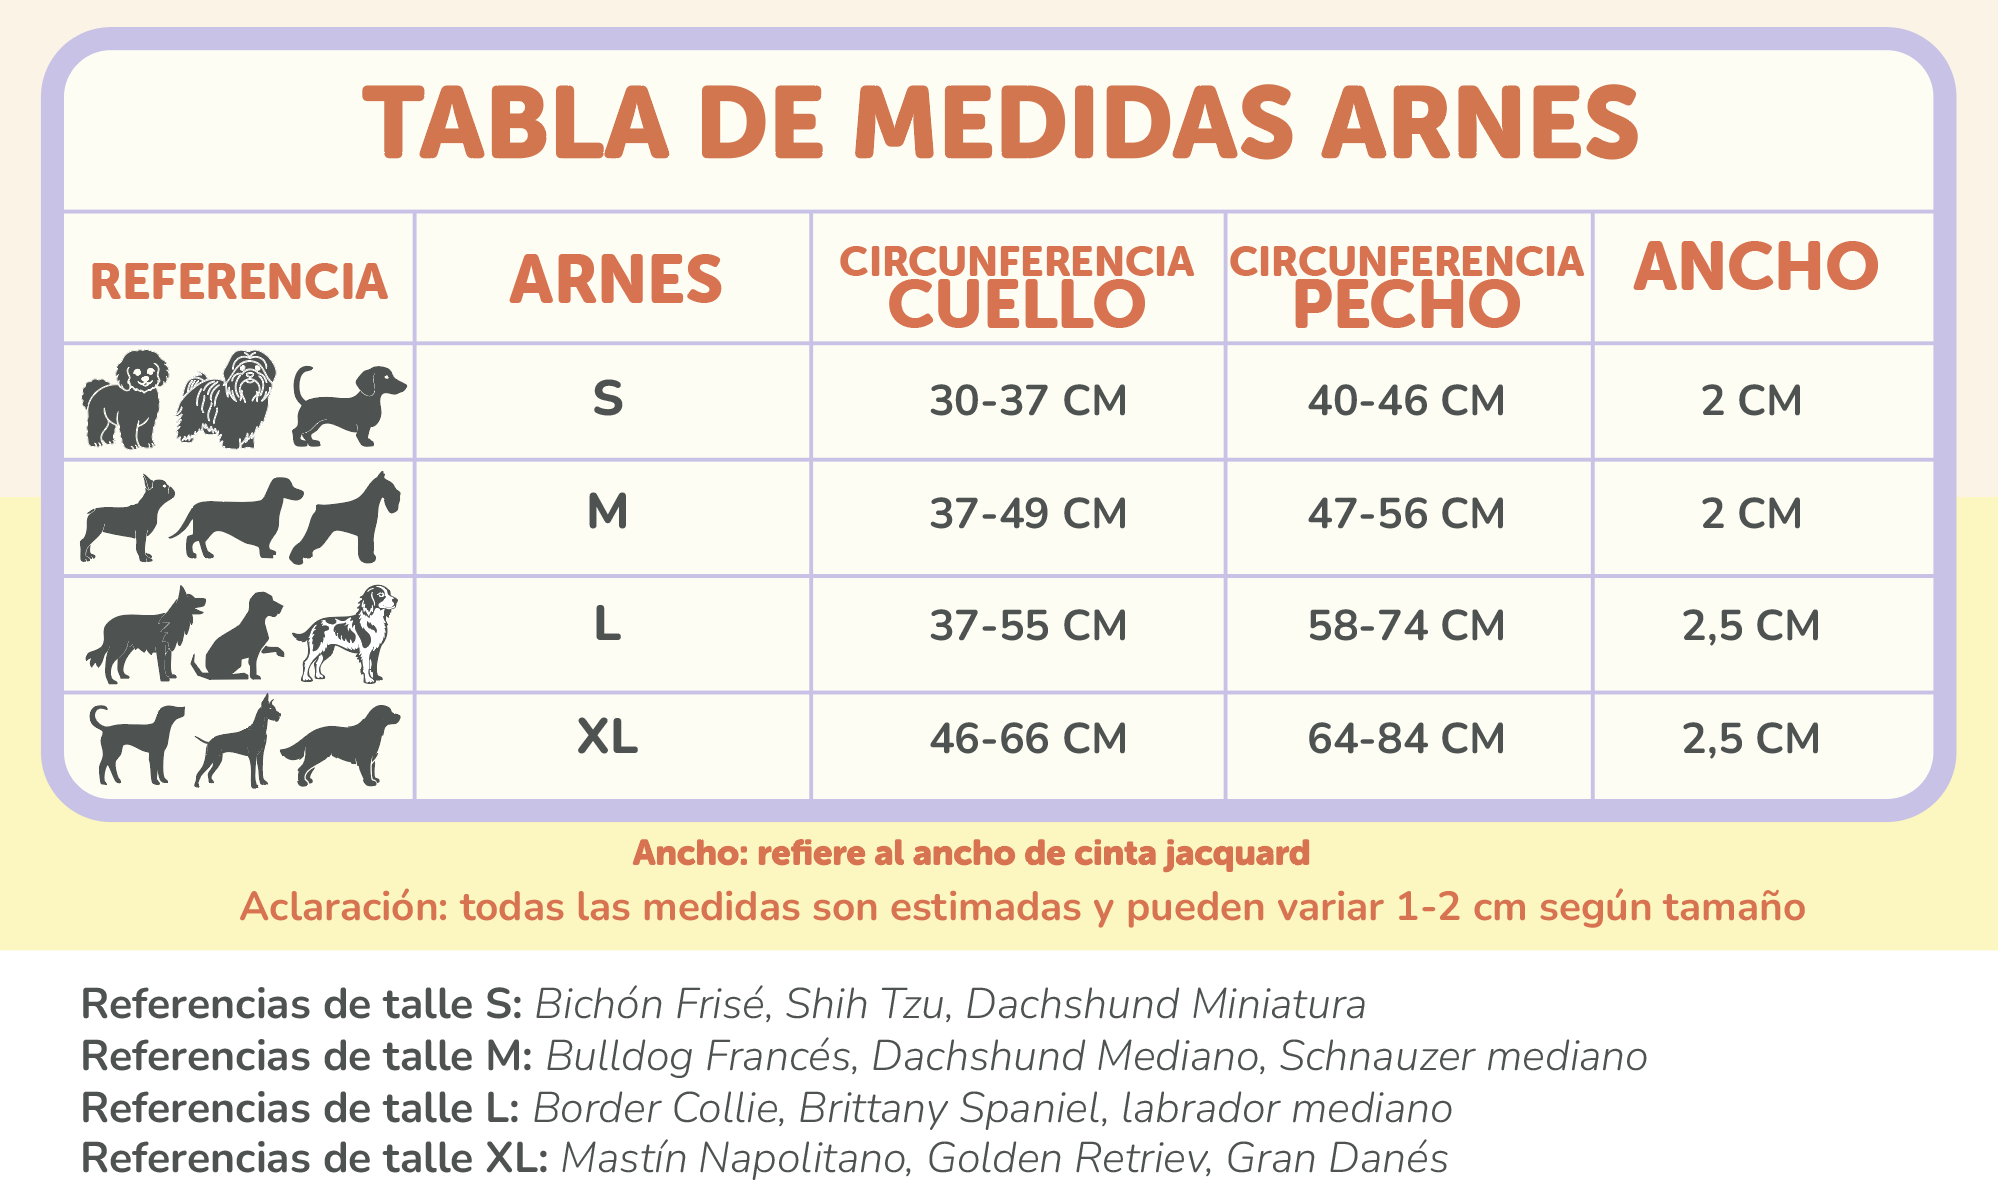 TABLA DE MEDIDAS ARNES
REFERENCIA ARNES CIRCUNFERENCIA CUELLO CIRCUNFERENCIA PECHO ANCHO
S 30-37 CM 40-46 CM 2 CM
M 37-49 CM 47-56 CM 2 CM
L 37-55 CM 58-74 CM 2,5 CM
XL 46-66 CM 64-84 CM 2,5 CM
Ancho: refiere al ancho de cinta jacquard
Aclaración: todas las medidas son estimadas y pueden variar 1-2 cm según tamaño
Referencias de talle S: Bichón Frisé, Shih Tzu, Dachshund Miniatura
Referencias de talle M: Bulldog Francés, Dachshund Mediano, Schnauzer mediano
Referencias de talle L: Border Collie, Brittany Spaniel, labrador mediano
Referencias de talle XL: Mastín Napolitano, Golden Retriev, Gran Danés